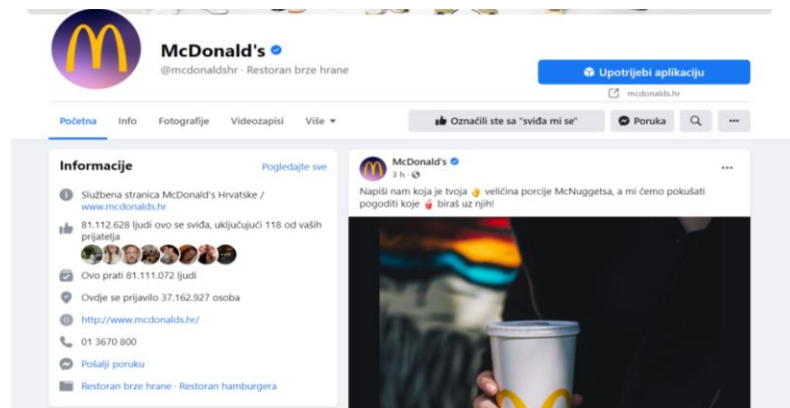 McDonald's
@mcdonaldshr · Restoran brze hrane
Upotrijebi aplikaciju
mcdonalds.hr
Početna Info Fotografije Videozapisi Više
Označili ste sa "sviđa mi se" Poruka ...
Informacije Pogledajte sve
Službena stranica McDonald's Hrvatske /
www.mcdonalds.hr
81.112.628 ljudi ovo se sviđa, uključujući 118 od vaših
prijatelja
Ovo prati 81.111.072 ljudi
Ovdje se prijavilo 37.162.927 osoba
http://www.mcdonalds.hr/
01 3670 800
Pošalji poruku
Restoran brze hrane · Restoran hamburgera
McDonald's
3 h ·
Napiši nam koja je tvoja 👌 veličina porcije McNuggetsa, a mi ćemo pokušati
pogoditi koje 🥤 biraš uz njih!